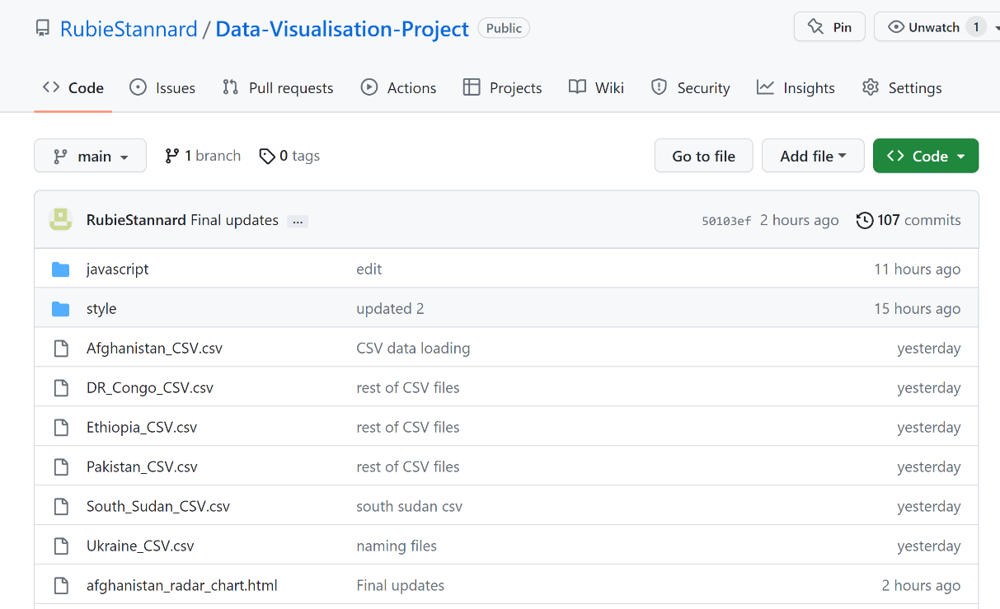 RubieStannard / Data-Visualisation-Project Public Pin Unwatch 1
Code Issues Pull requests Actions Projects Wiki Security Insights Settings
main 1 branch 0 tags Go to file Add file Code
RubieStannard Final updates ... 50103ef 2 hours ago 107 commits
javascript edit 11 hours ago
style updated 2 15 hours ago
Afghanistan_CSV.csv CSV data loading yesterday
DR_Congo_CSV.csv rest of CSV files yesterday
Ethiopia_CSV.csv rest of CSV files yesterday
Pakistan_CSV.csv rest of CSV files yesterday
South_Sudan_CSV.csv south sudan csv yesterday
Ukraine_CSV.csv naming files yesterday
afghanistan_radar_chart.html Final updates 2 hours ago